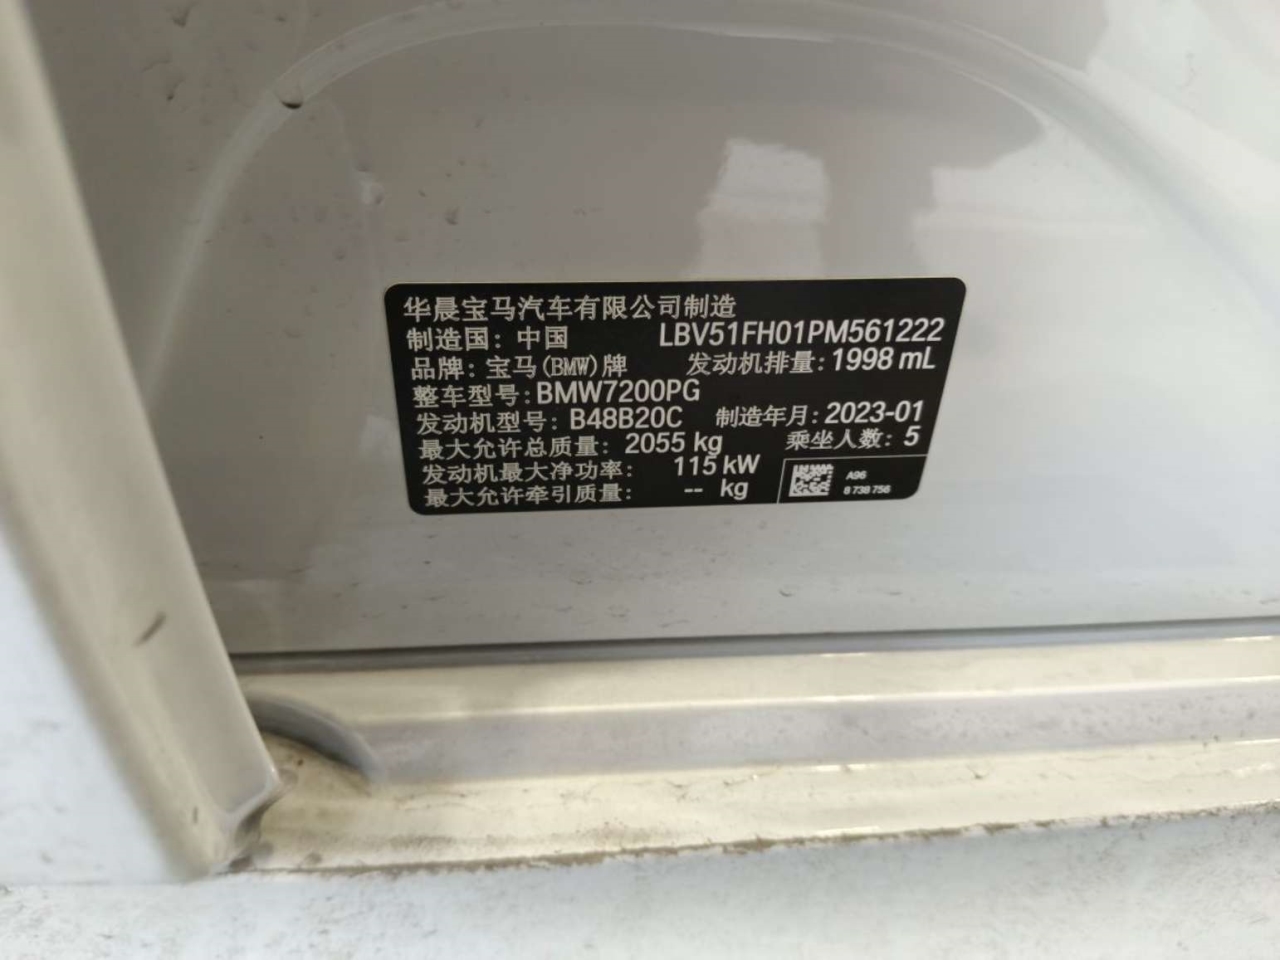 华晨宝马汽车有限公司制造
制造国：中国 LBV51FH01PM561222
品牌：宝马(BMW)牌 发动机排量：1998 mL
整车型号：BMW7200PG
发动机型号：B48B20C 制造年月：2023-01
最大允许总质量：2055 kg 乘坐人数：5
发动机最大净功率：115 kW
最大允许牵引质量：-- kg
A96
8 738 756